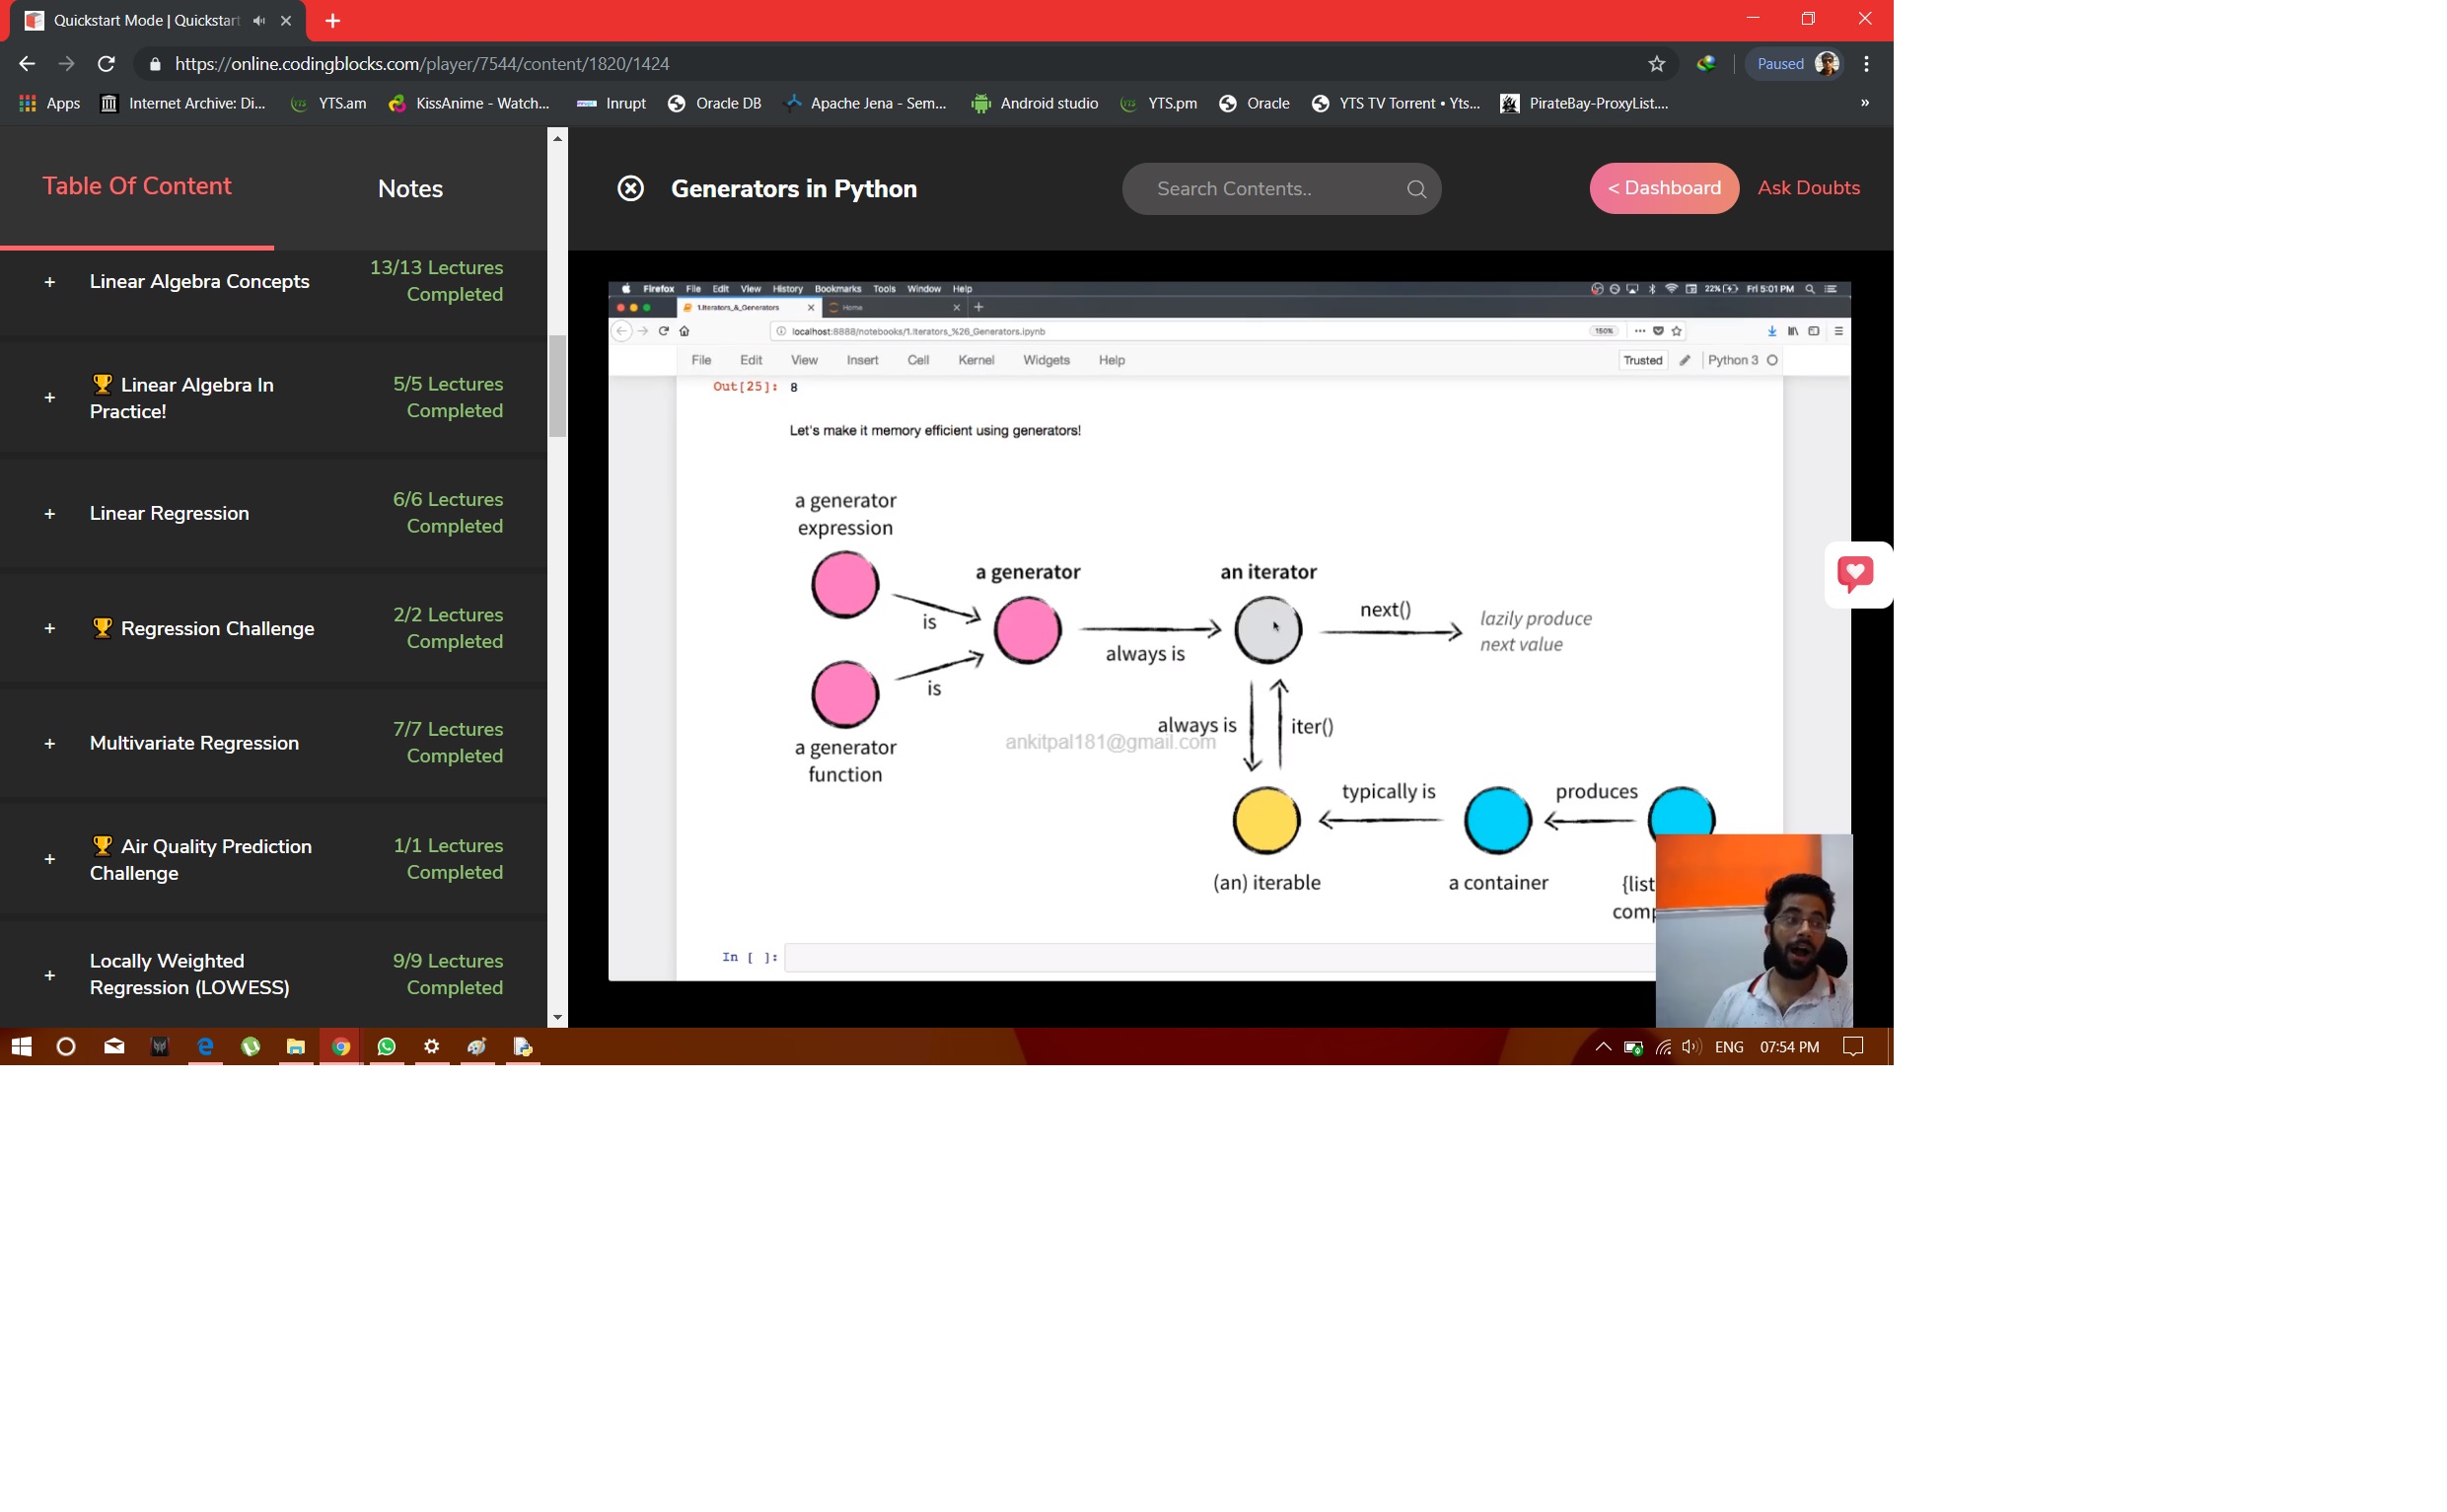 Quickstart Mode | Quickstart
https://online.codingblocks.com/player/7544/content/1820/1424
Paused
Apps
Internet Archive: Di...
YTS.am
KissAnime - Watch...
Inrupt
Oracle DB
Apache Jena - Sem...
Android studio
YTS.pm
Oracle
YTS TV Torrent • Yts...
PirateBay-ProxyList....
»
Table Of Content
Notes
Generators in Python
Search Contents..
< Dashboard
Ask Doubts
+ Linear Algebra Concepts
13/13 Lectures
Completed
+ 🏆 Linear Algebra In
Practice!
5/5 Lectures
Completed
+ Linear Regression
6/6 Lectures
Completed
+ 🏆 Regression Challenge
2/2 Lectures
Completed
+ Multivariate Regression
7/7 Lectures
Completed
+ 🏆 Air Quality Prediction
Challenge
1/1 Lectures
Completed
+ Locally Weighted
Regression (LOWESS)
9/9 Lectures
Completed
Firefox File Edit View History Bookmarks Tools Window Help
22% Fri 5:01 PM
1.Iterators_&_Generators
Home
localhost:8888/notebooks/1.Iterators_%26_Generators.ipynb
150%
File Edit View Insert Cell Kernel Widgets Help
Trusted
Python 3
Out[25]: 8
Let's make it memory efficient using generators!
a generator
expression
a generator
an iterator
is
next()
lazily produce
next value
always is
is
always is
iter()
ankitpal181@gmail.com
a generator
function
typically is
produces
(an) iterable
a container
{list
comp
In [ ]:
ENG
07:54 PM